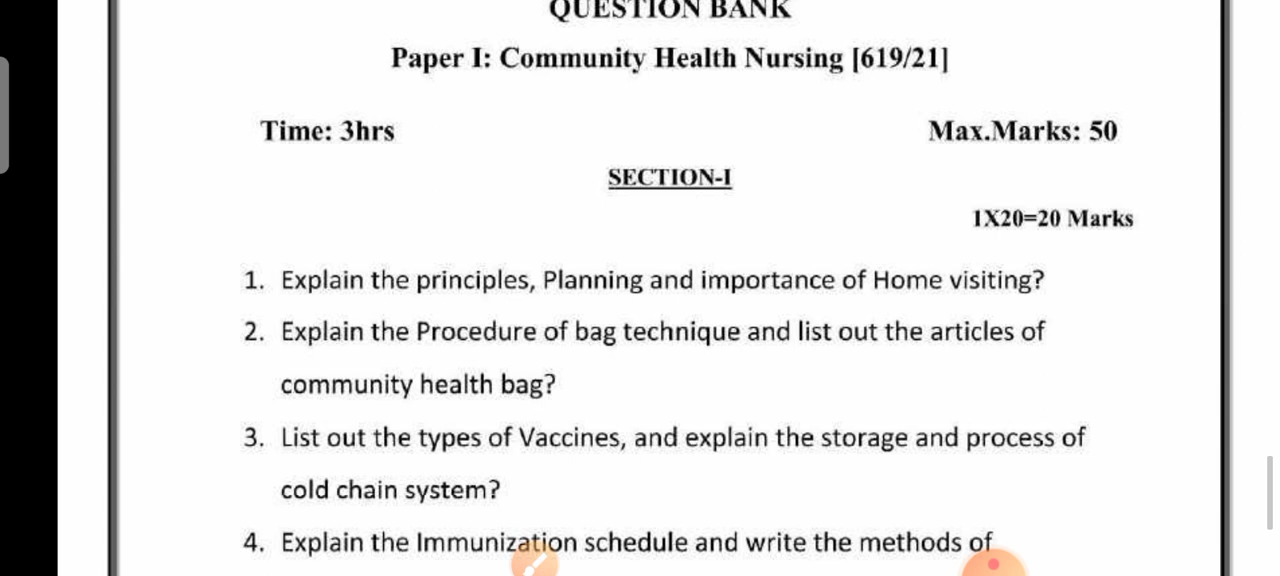 QUESTION BANK
Paper I: Community Health Nursing [619/21]
Time: 3hrs Max.Marks: 50
SECTION-I
1X20=20 Marks
1. Explain the principles, Planning and importance of Home visiting?
2. Explain the Procedure of bag technique and list out the articles of
community health bag?
3. List out the types of Vaccines, and explain the storage and process of
cold chain system?
4. Explain the Immunization schedule and write the methods of